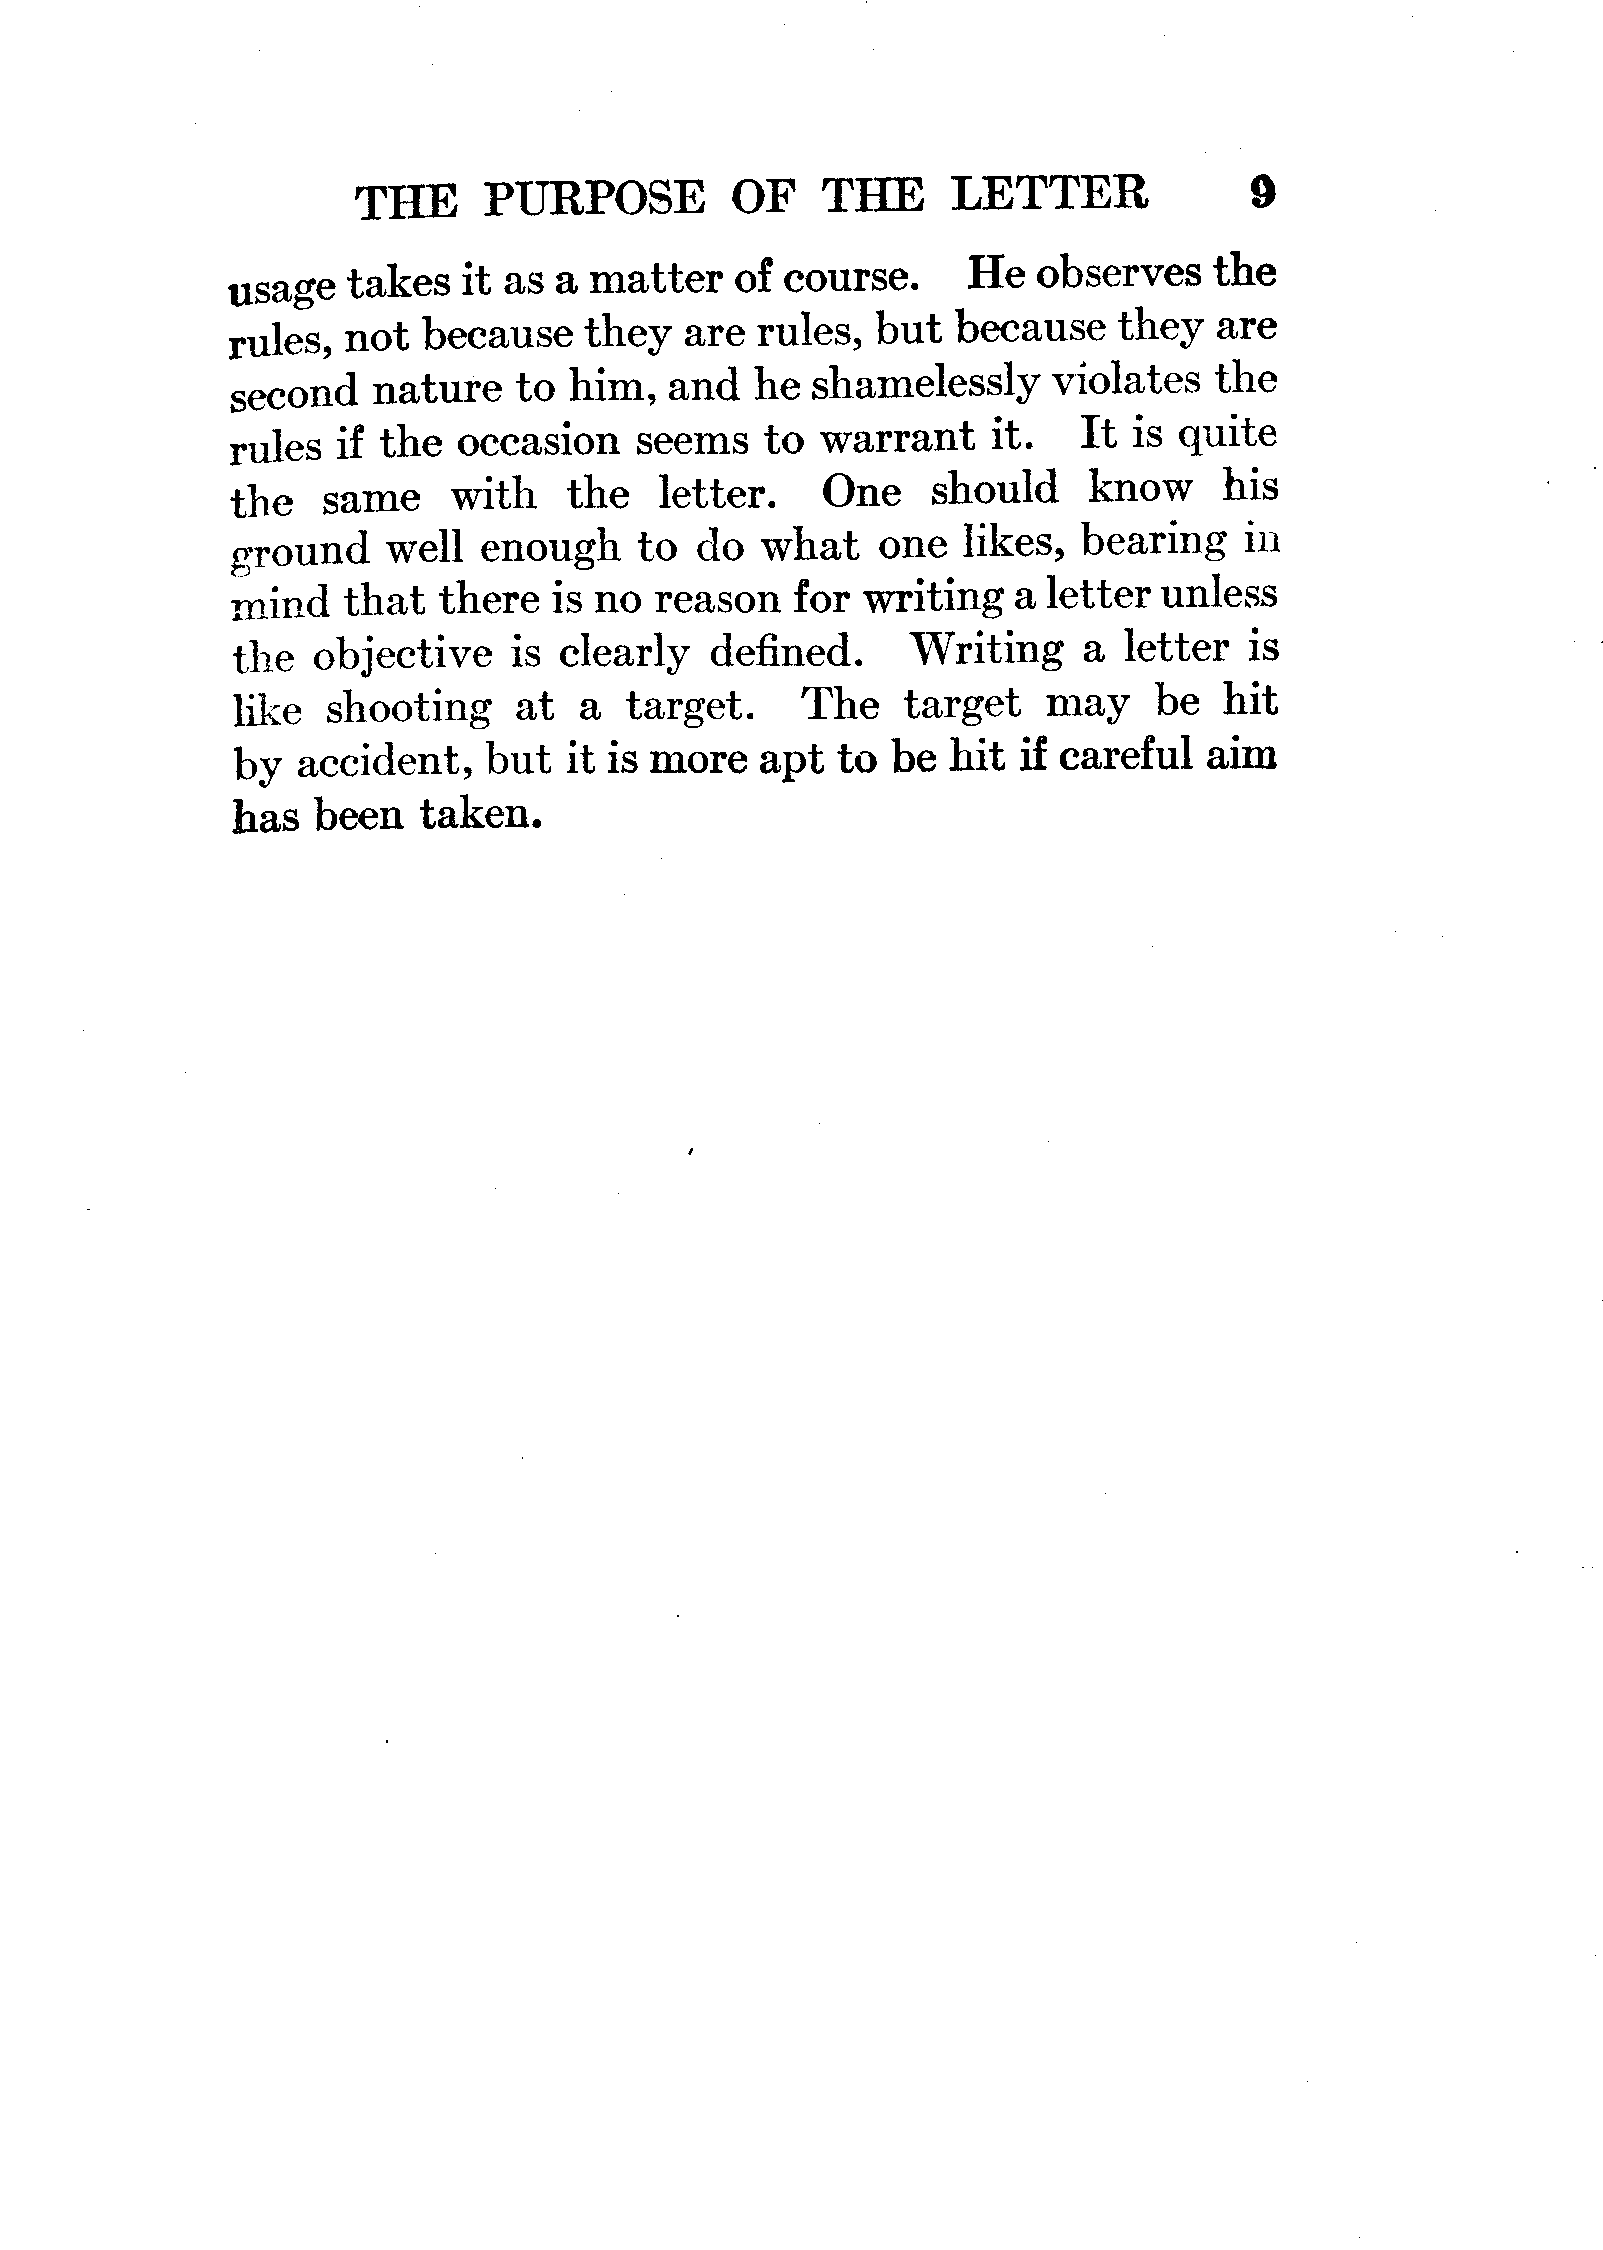 THE PURPOSE OF THE LETTER 9
usage takes it as a matter of course. He observes the
rules, not because they are rules, but because they are
second nature to him, and he shamelessly violates the
rules if the occasion seems to warrant it. It is quite
the same with the letter. One should know his
ground well enough to do what one likes, bearing in
mind that there is no reason for writing a letter unless
the objective is clearly defined. Writing a letter is
like shooting at a target. The target may be hit
by accident, but it is more apt to be hit if careful aim
has been taken.